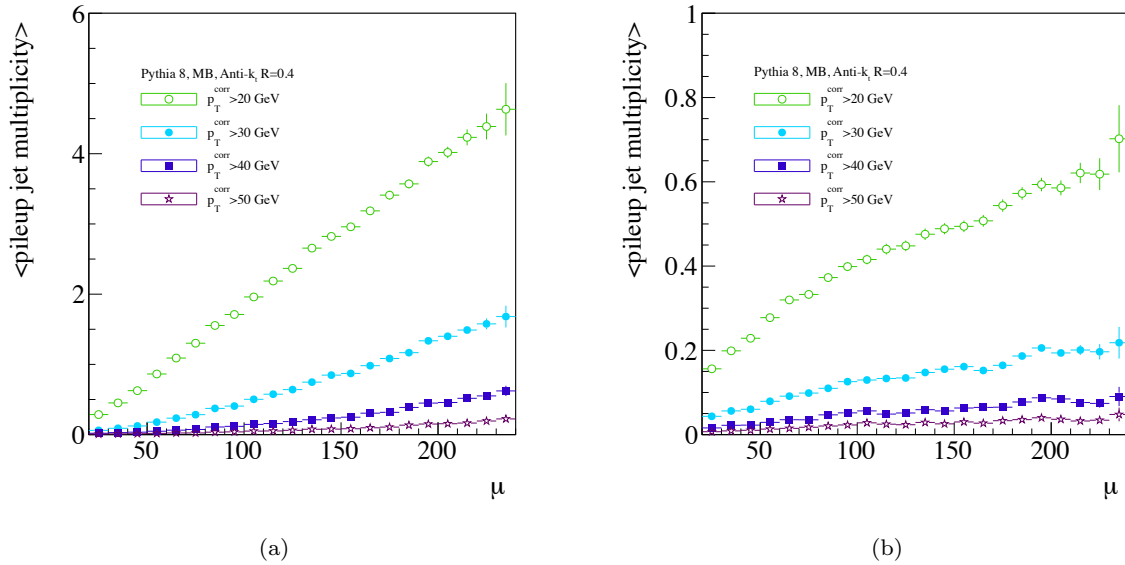 <pileup jet multiplicity>
6
4
2
0
Pythia 8, MB, Anti-k_t R=0.4
p_T^corr >20 GeV
p_T^corr >30 GeV
p_T^corr >40 GeV
p_T^corr >50 GeV
50 100 150 200
μ
(a)
<pileup jet multiplicity>
1
0.8
0.6
0.4
0.2
0
Pythia 8, MB, Anti-k_t R=0.4
p_T^corr >20 GeV
p_T^corr >30 GeV
p_T^corr >40 GeV
p_T^corr >50 GeV
50 100 150 200
μ
(b)